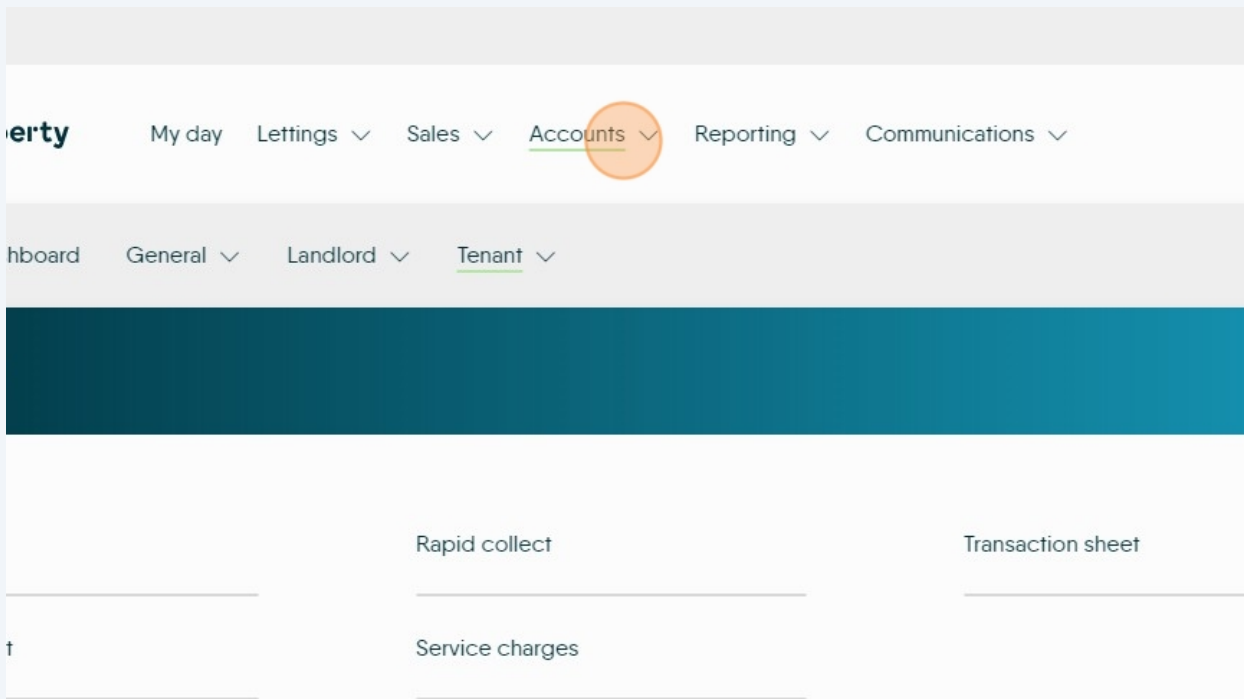 erty My day Lettings Sales Accounts Reporting Communications
hboard General Landlord Tenant
Rapid collect Transaction sheet
t Service charges